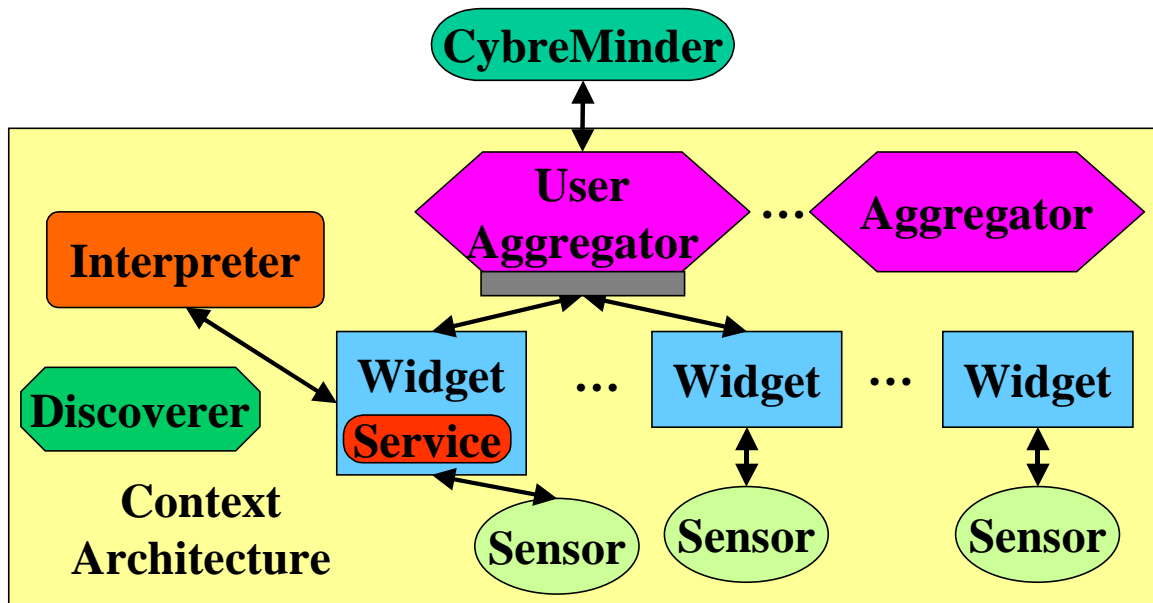 CybreMinder
User
Aggregator
...
Aggregator
Interpreter
Widget
...
Widget
...
Widget
Discoverer
Service
Context
Architecture
Sensor
Sensor
Sensor